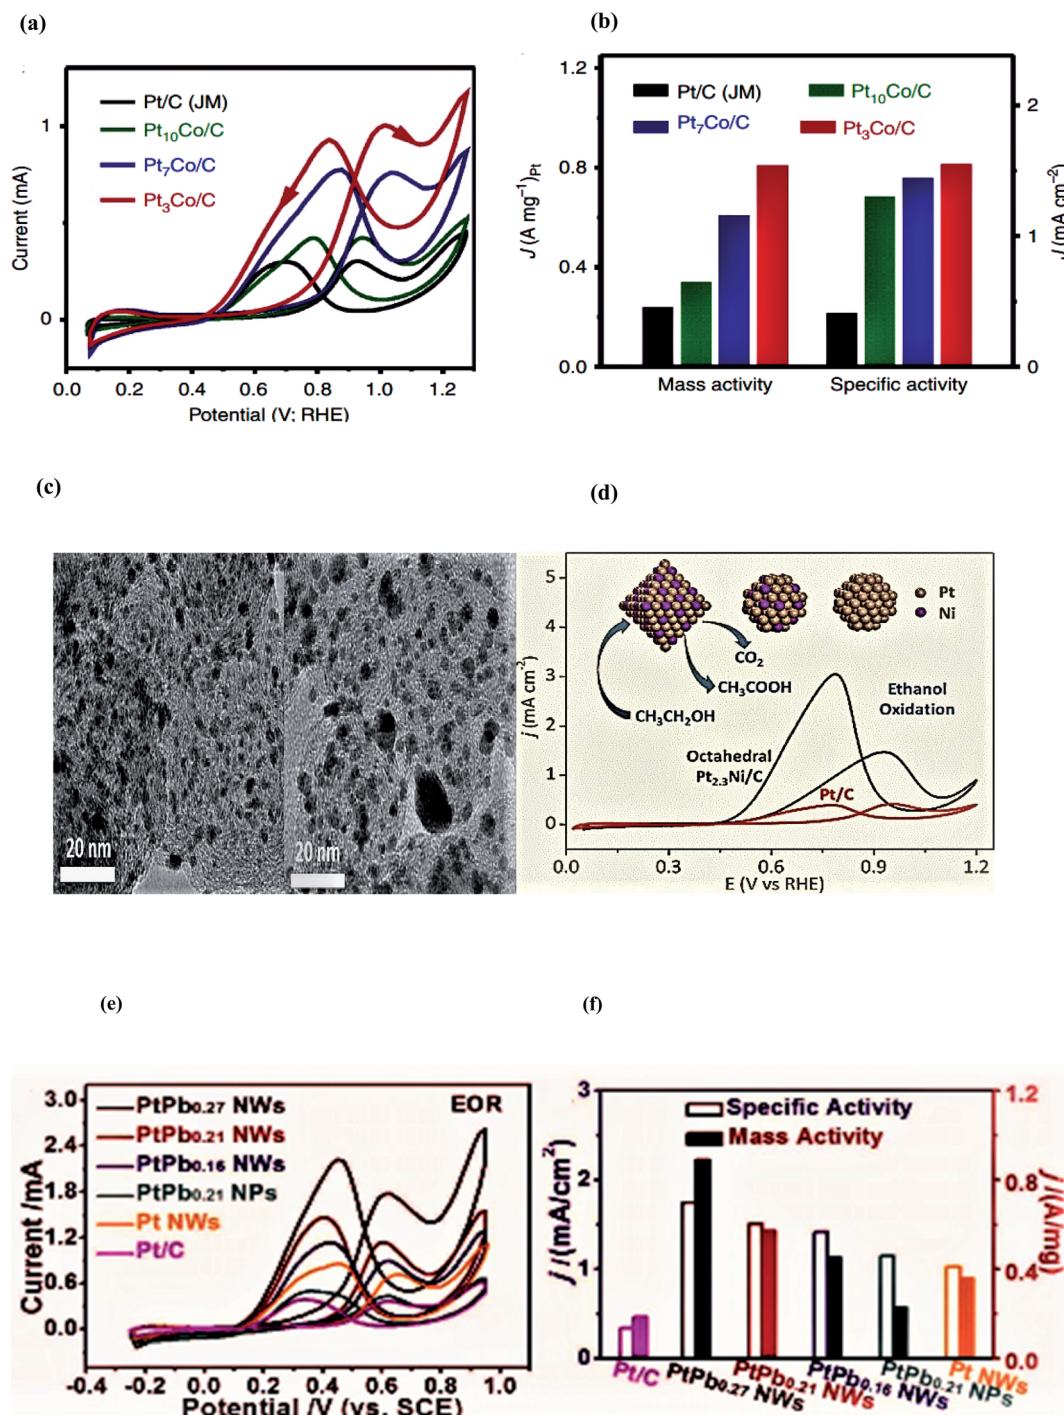 (a)
Pt/C (JM)
Pt10Co/C
Pt7Co/C
Pt3Co/C
Current (mA)
1
0
0.0 0.2 0.4 0.6 0.8 1.0 1.2
Potential (V; RHE)
(b)
Pt/C (JM)
Pt10Co/C
Pt7Co/C
Pt3Co/C
J (A mg⁻¹)Pt
1.2
0.8
0.4
0.0
2
1
0
J (mA cm⁻²)
Mass activity
Specific activity
(c)
20 nm
20 nm
(d)
Pt
Ni
CO2
CH3COOH
CH3CH2OH
Ethanol
Oxidation
Octahedral
Pt2.3Ni/C
Pt/C
j (mA cm⁻²)
5
4
3
2
1
0
0.0 0.3 0.6 0.9 1.2
E (V vs RHE)
(e)
PtPb0.27 NWs
PtPb0.21 NWs
PtPb0.16 NWs
PtPb0.21 NPs
Pt NWs
Pt/C
EOR
Current /mA
3.0
2.4
1.8
1.2
0.6
0.0
-0.4 -0.2 0.0 0.2 0.4 0.6 0.8 1.0
Potential /V (vs. SCE)
(f)
Specific Activity
Mass Activity
j /(mA/cm²)
3
2
1
0
1.2
0.8
0.4
0.0
j /(A/mg)
Pt/C
PtPb0.27 NWs
PtPb0.21 NWs
PtPb0.16 NWs
PtPb0.21 NPs
Pt NWs